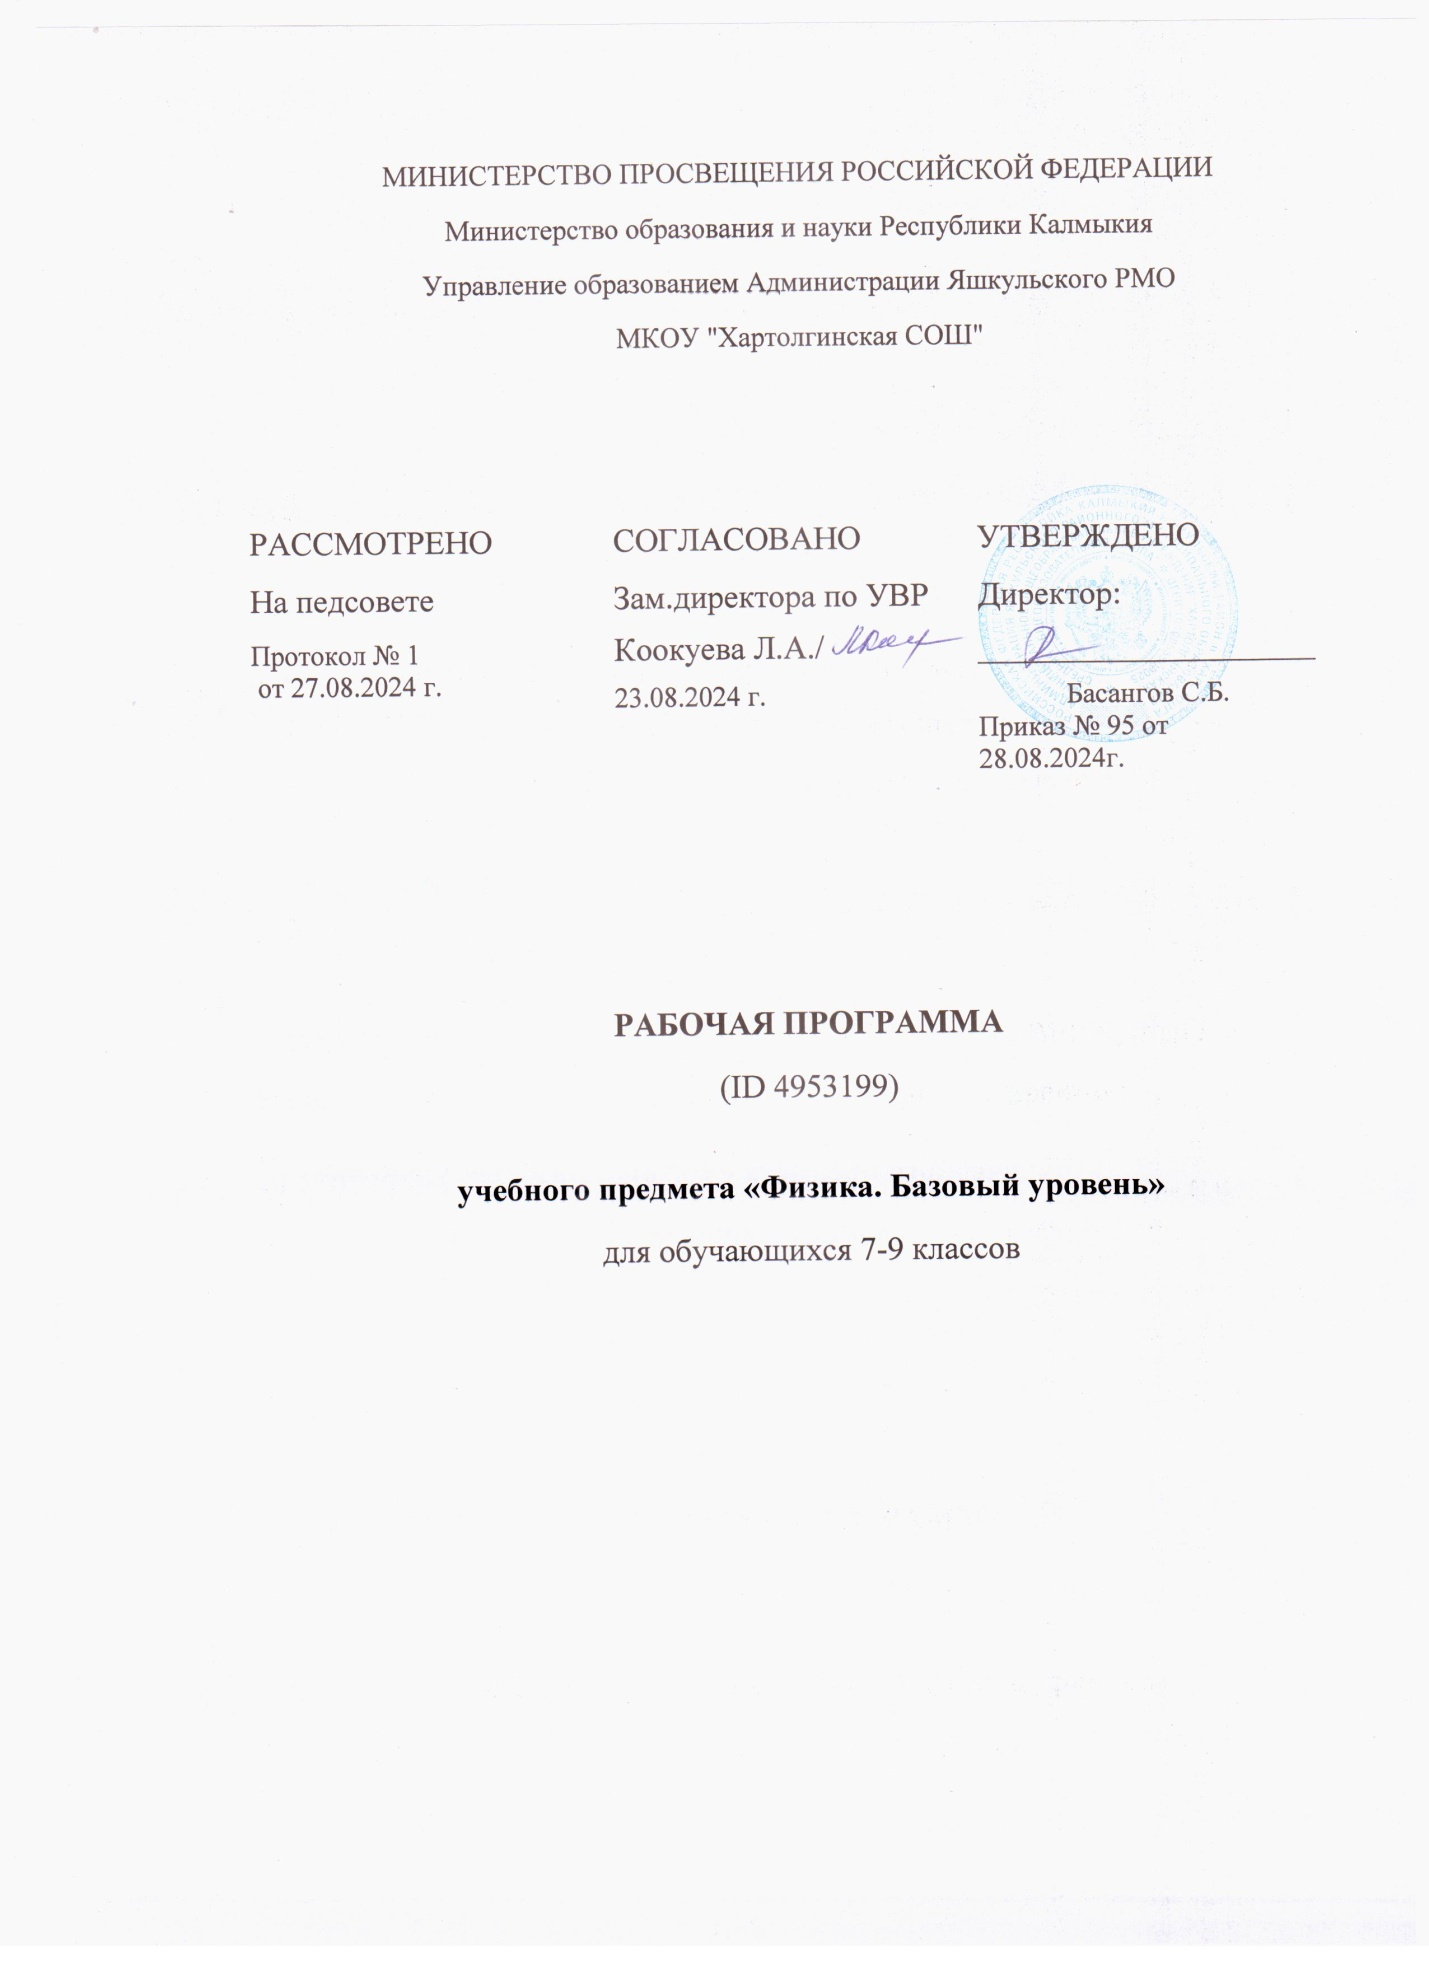 МИНИСТЕРСТВО ПРОСВЕЩЕНИЯ РОССИЙСКОЙ ФЕДЕРАЦИИ
Министерство образования и науки Республики Калмыкия
Управление образованием Администрации Яшкульского РМО
МКОУ "Хартолгинская СОШ"
РАССМОТРЕНО
На педсовете
Протокол № 1
от 27.08.2024 г.
СОГЛАСОВАНО
Зам.директора по УВР
Коокуева Л.А./
23.08.2024 г.
УТВЕРЖДЕНО
Директор:
Басангов С.Б.
Приказ № 95 от
28.08.2024г.
РАБОЧАЯ ПРОГРАММА
(ID 4953199)
учебного предмета «Физика. Базовый уровень»
для обучающихся 7-9 классов